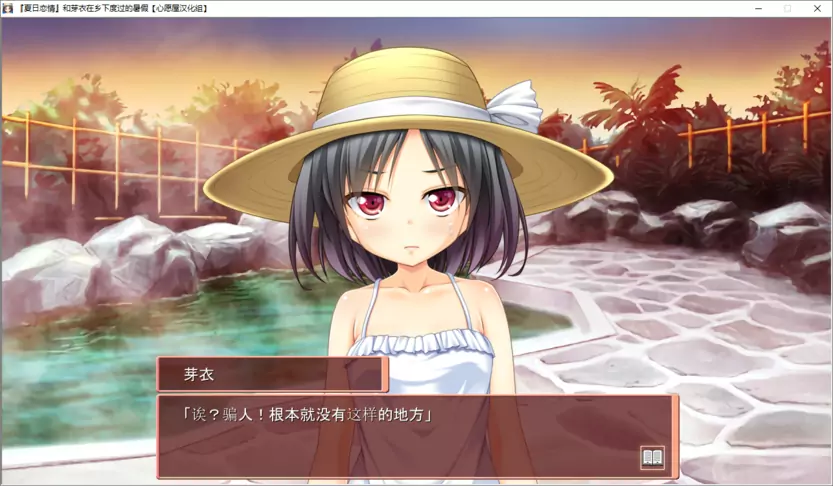 『夏日恋情』和芽衣在乡下度过的暑假【心愿屋汉化组】
芽衣
「诶？骗人！根本就没有这样的地方」